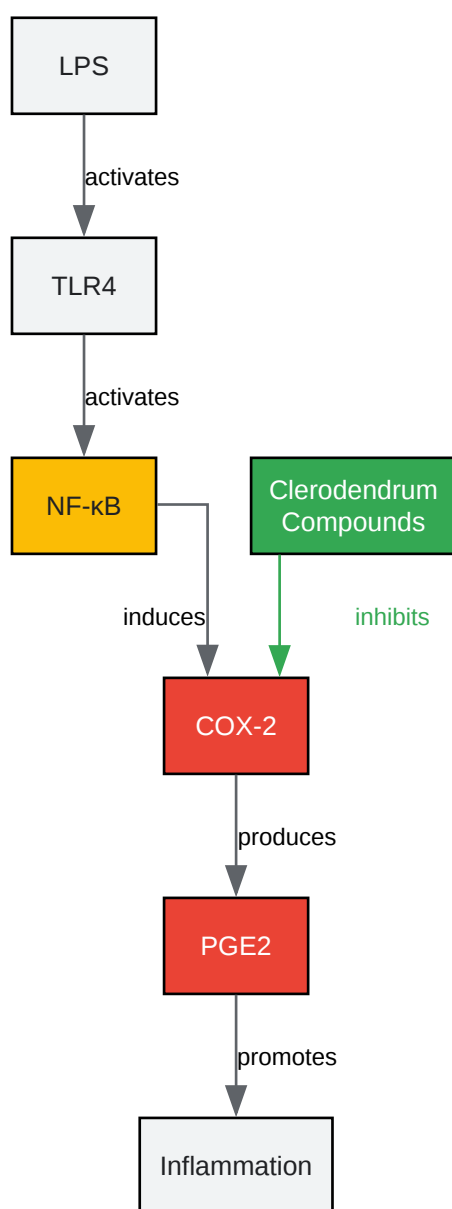 LPS
activates
TLR4
activates
NF-κB
Clerodendrum
Compounds
induces
inhibits
COX-2
produces
PGE2
promotes
Inflammation